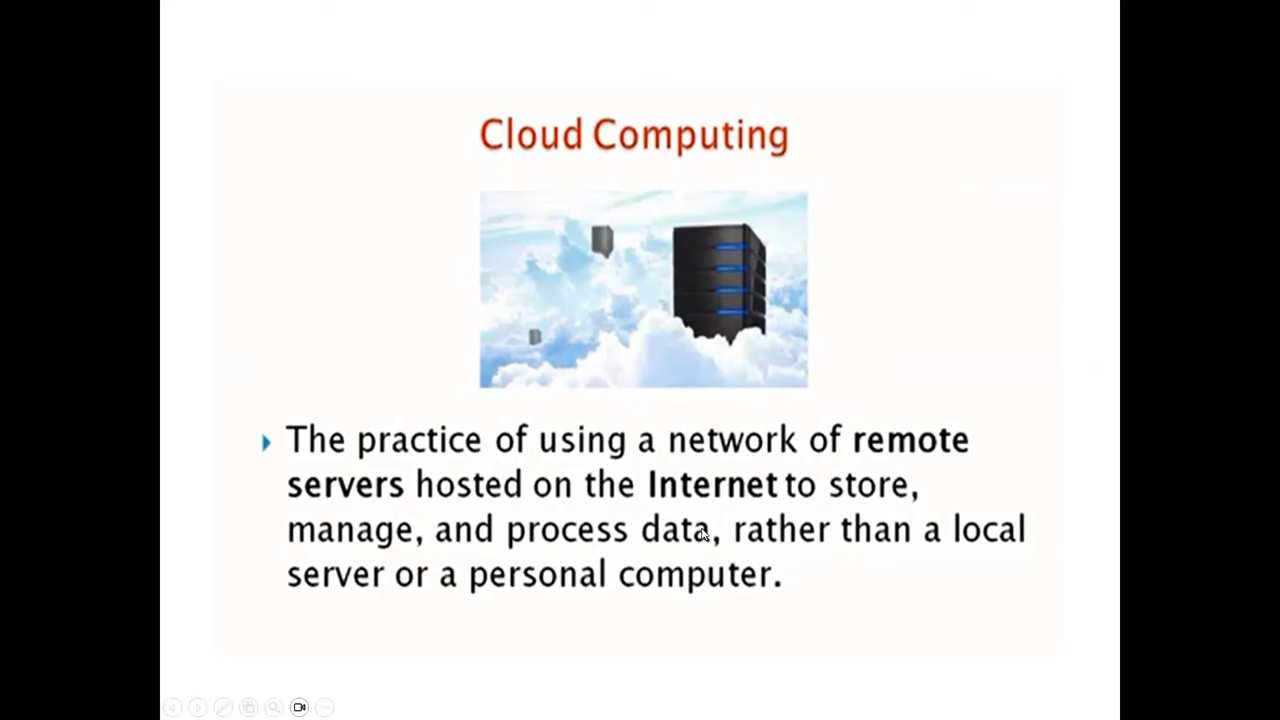 Cloud Computing
The practice of using a network of remote
servers hosted on the Internet to store,
manage, and process data, rather than a local
server or a personal computer.